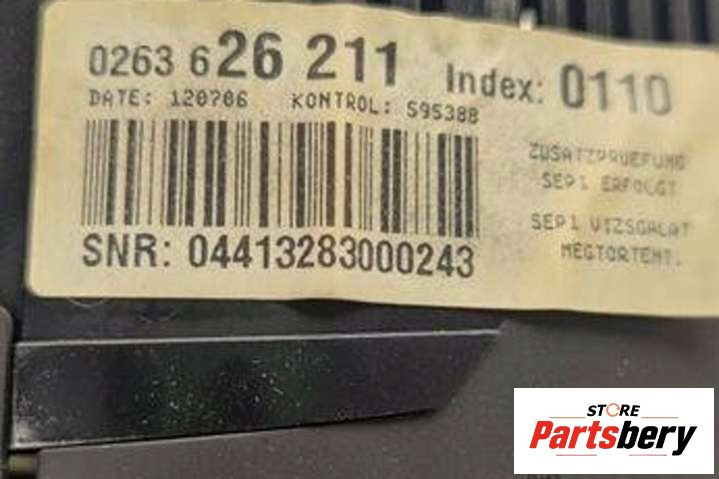 0263 626 211 Index: 0110
DATE: 120706 KONTROL: 595388
ZUSATZPRUEFUNG
SEP1 ERFOLGT
SEP1 VIZSGALAT
MEGTORTENT.
SNR: 04413283000243
STORE
Partsbery